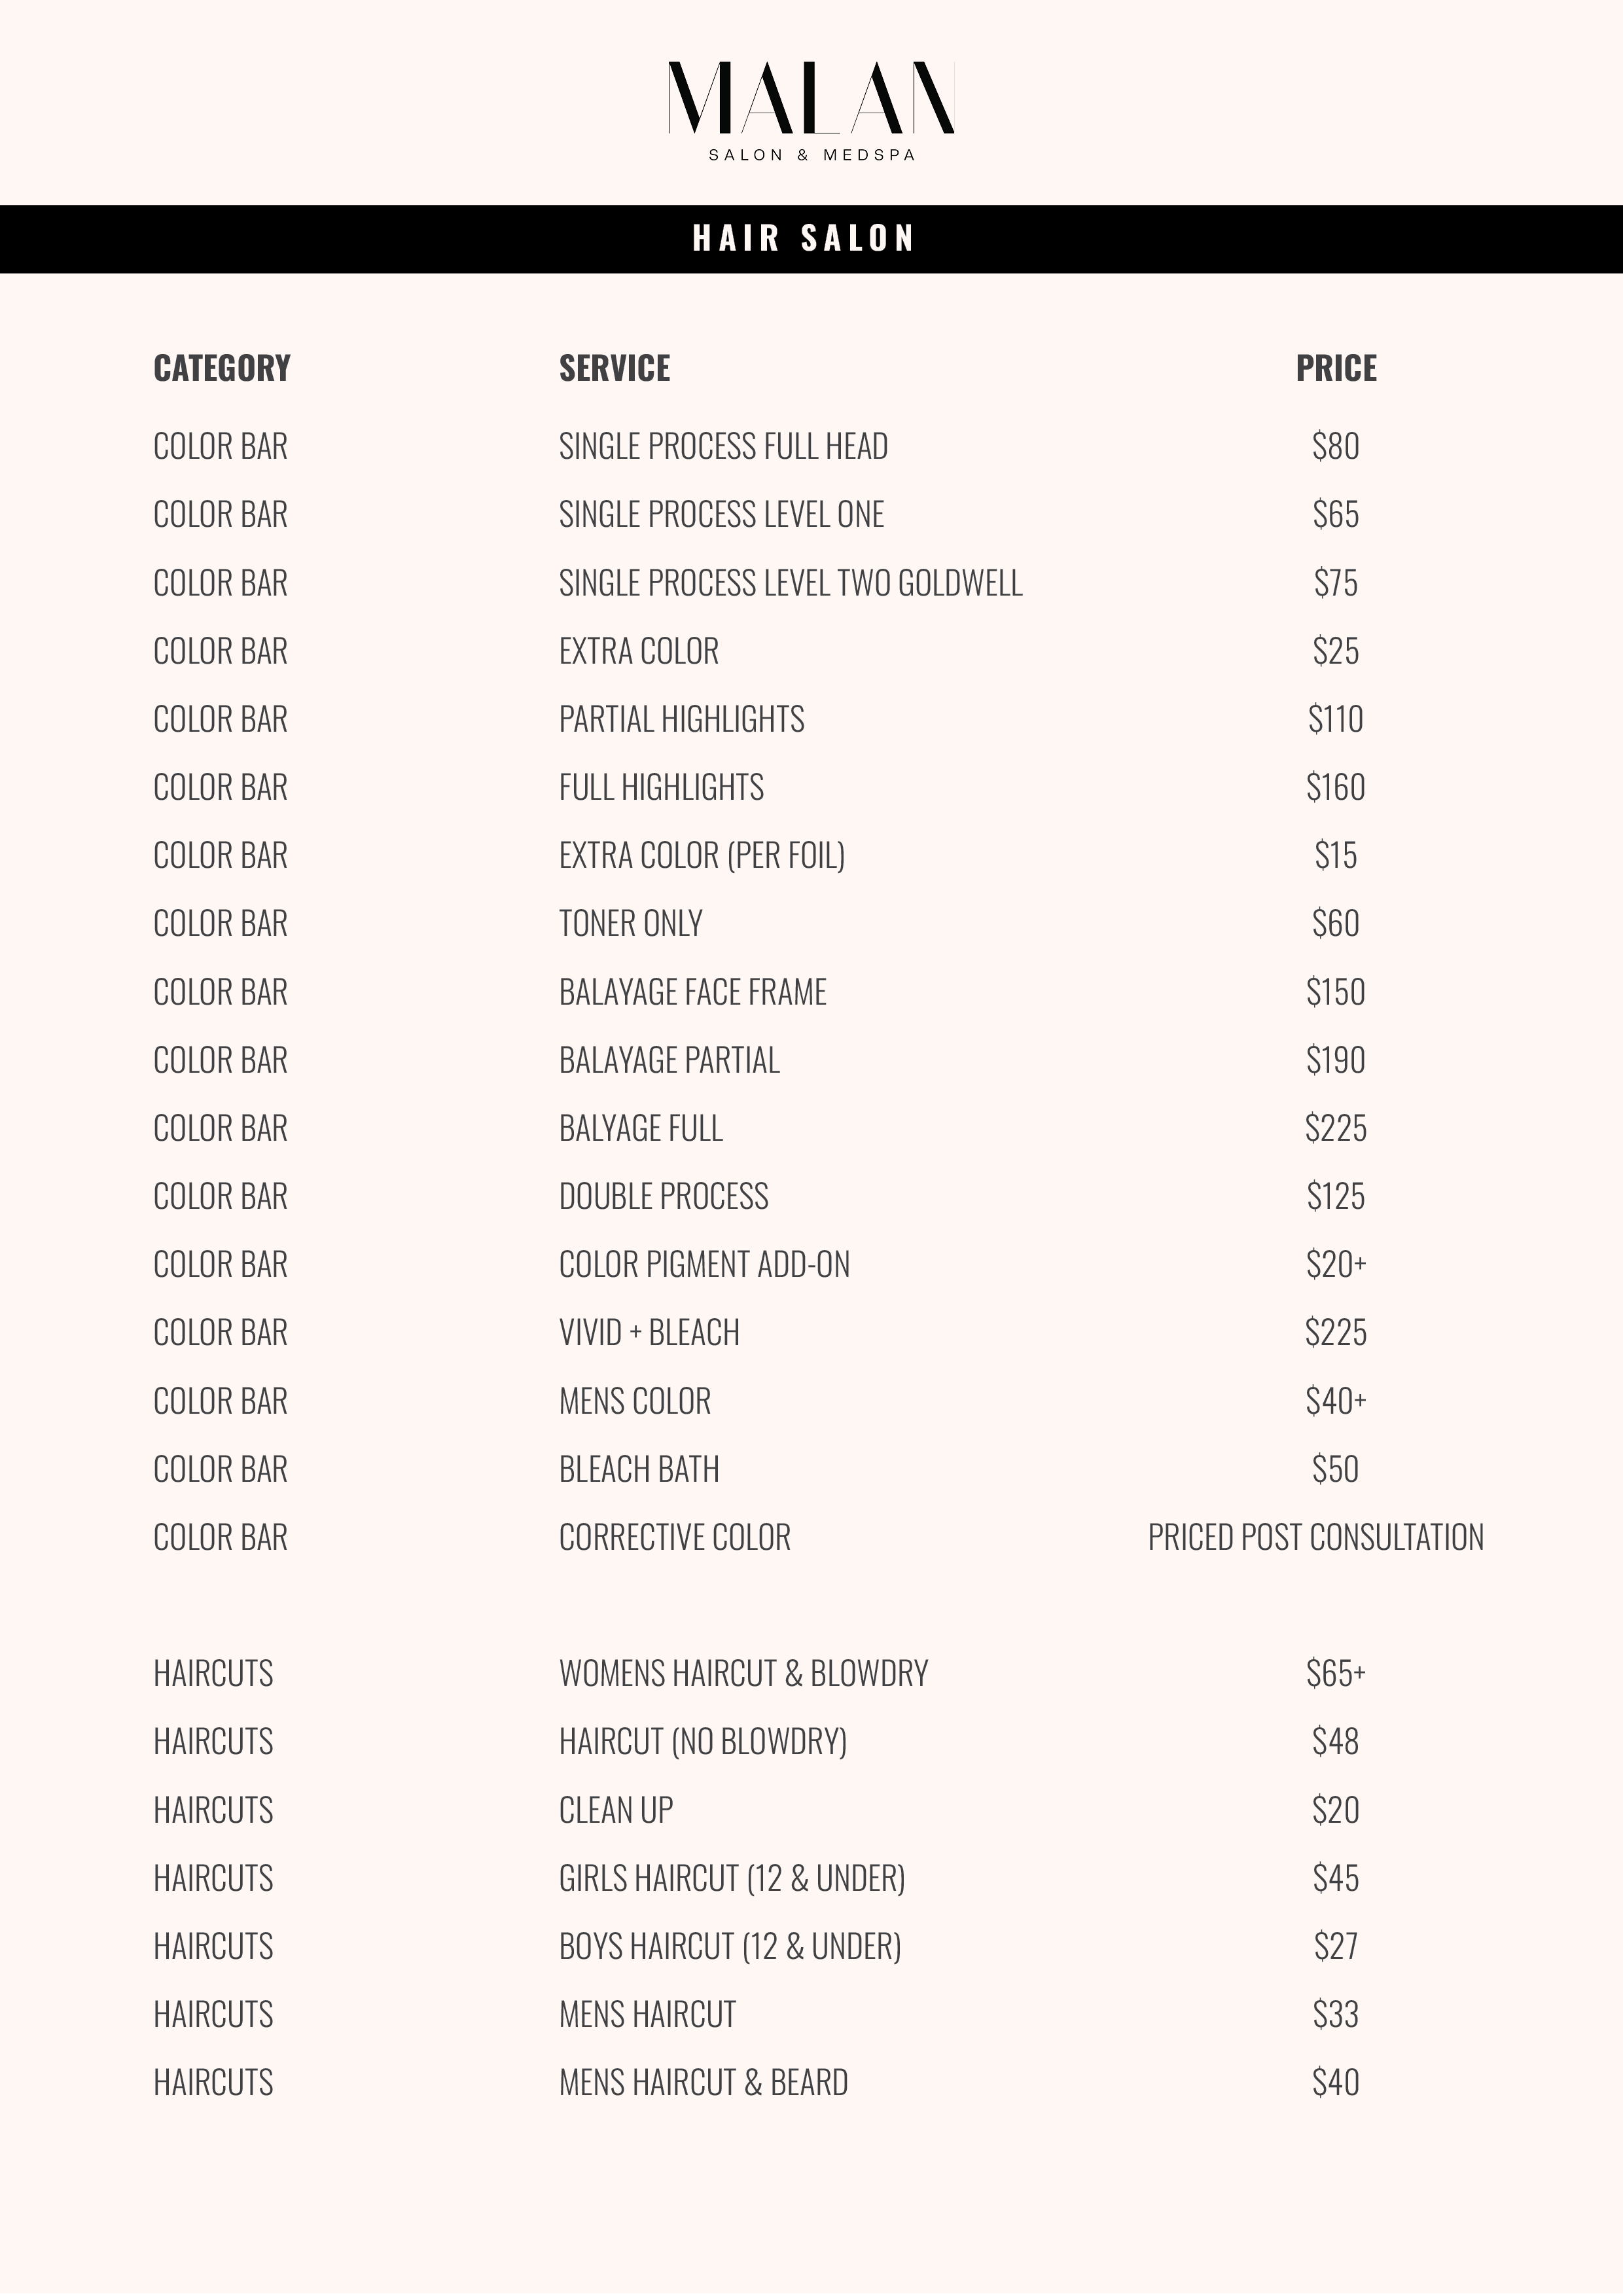 MALAN
SALON & MEDSPA
HAIR SALON
CATEGORY SERVICE PRICE
COLOR BAR SINGLE PROCESS FULL HEAD $80
COLOR BAR SINGLE PROCESS LEVEL ONE $65
COLOR BAR SINGLE PROCESS LEVEL TWO GOLDWELL $75
COLOR BAR EXTRA COLOR $25
COLOR BAR PARTIAL HIGHLIGHTS $110
COLOR BAR FULL HIGHLIGHTS $160
COLOR BAR EXTRA COLOR (PER FOIL) $15
COLOR BAR TONER ONLY $60
COLOR BAR BALAYAGE FACE FRAME $150
COLOR BAR BALAYAGE PARTIAL $190
COLOR BAR BALYAGE FULL $225
COLOR BAR DOUBLE PROCESS $125
COLOR BAR COLOR PIGMENT ADD-ON $20+
COLOR BAR VIVID + BLEACH $225
COLOR BAR MENS COLOR $40+
COLOR BAR BLEACH BATH $50
COLOR BAR CORRECTIVE COLOR PRICED POST CONSULTATION
HAIRCUTS WOMENS HAIRCUT & BLOWDRY $65+
HAIRCUTS HAIRCUT (NO BLOWDRY) $48
HAIRCUTS CLEAN UP $20
HAIRCUTS GIRLS HAIRCUT (12 & UNDER) $45
HAIRCUTS BOYS HAIRCUT (12 & UNDER) $27
HAIRCUTS MENS HAIRCUT $33
HAIRCUTS MENS HAIRCUT & BEARD $40